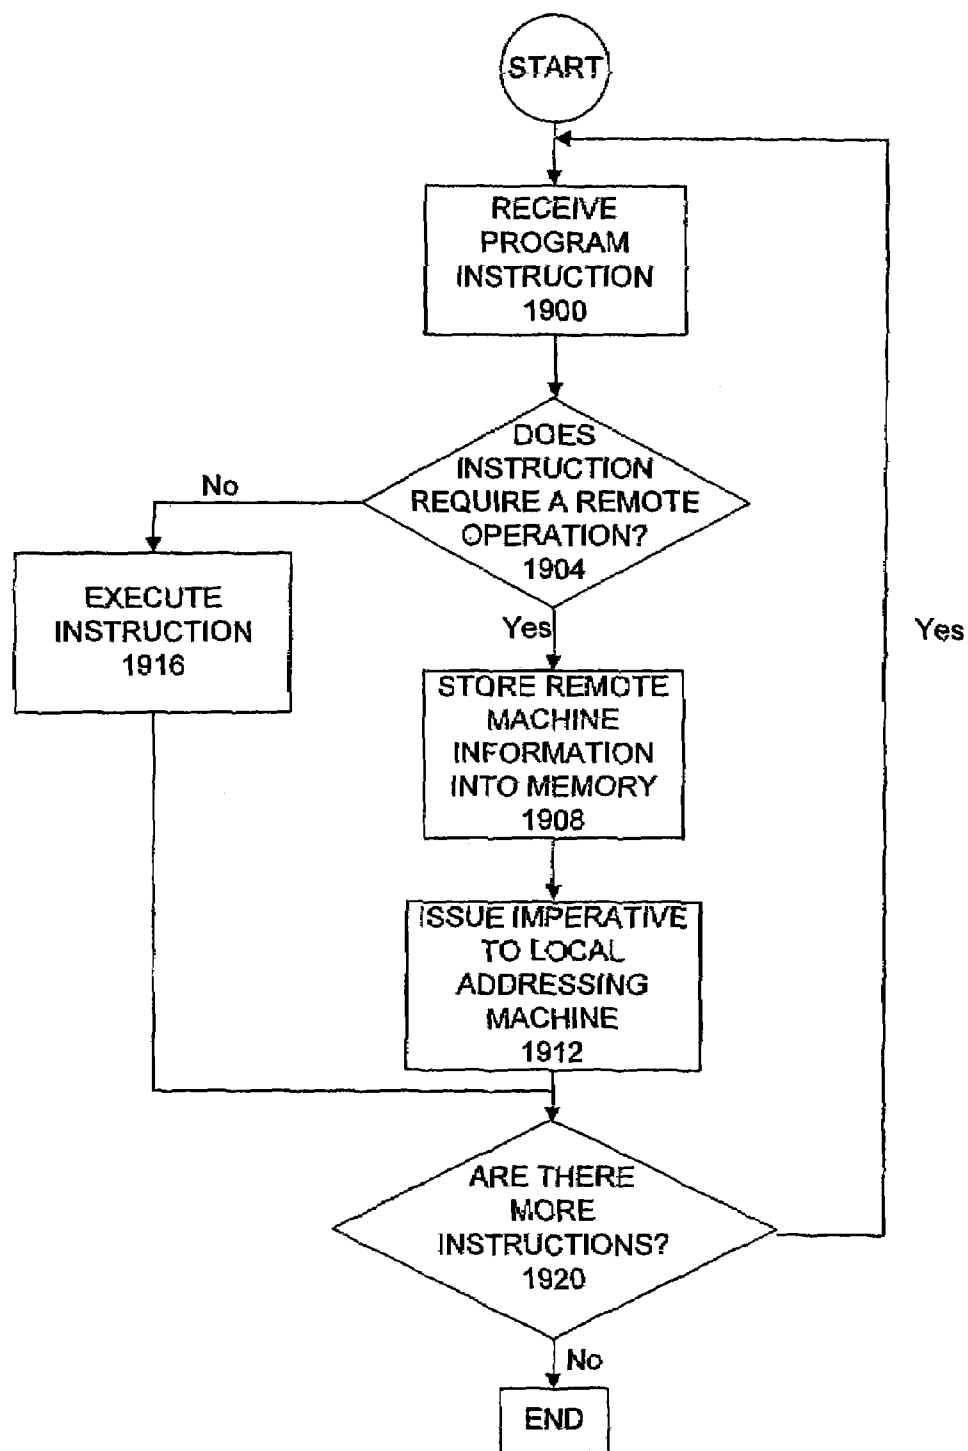 START
RECEIVE
PROGRAM
INSTRUCTION
1900
DOES
INSTRUCTION
REQUIRE A REMOTE
OPERATION?
1904
No
EXECUTE
INSTRUCTION
1916
Yes
Yes
STORE REMOTE
MACHINE
INFORMATION
INTO MEMORY
1908
ISSUE IMPERATIVE
TO LOCAL
ADDRESSING
MACHINE
1912
ARE THERE
MORE
INSTRUCTIONS?
1920
No
END